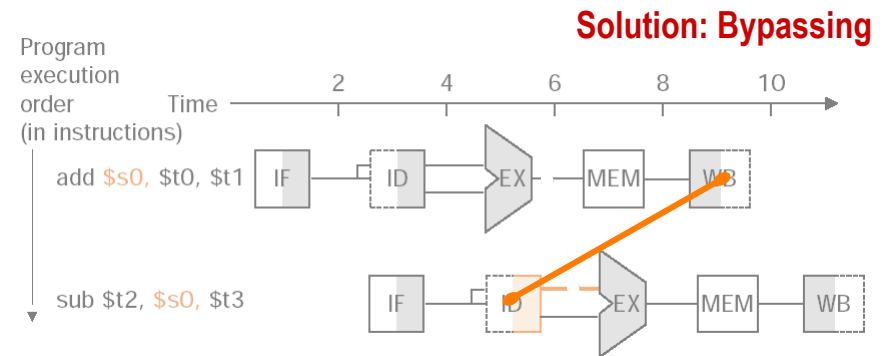 Solution: Bypassing
Program
execution
order
(in instructions)
Time
2 4 6 8 10
add $s0, $t0, $t1
IF ID EX MEM WB
sub $t2, $s0, $t3
IF ID EX MEM WB